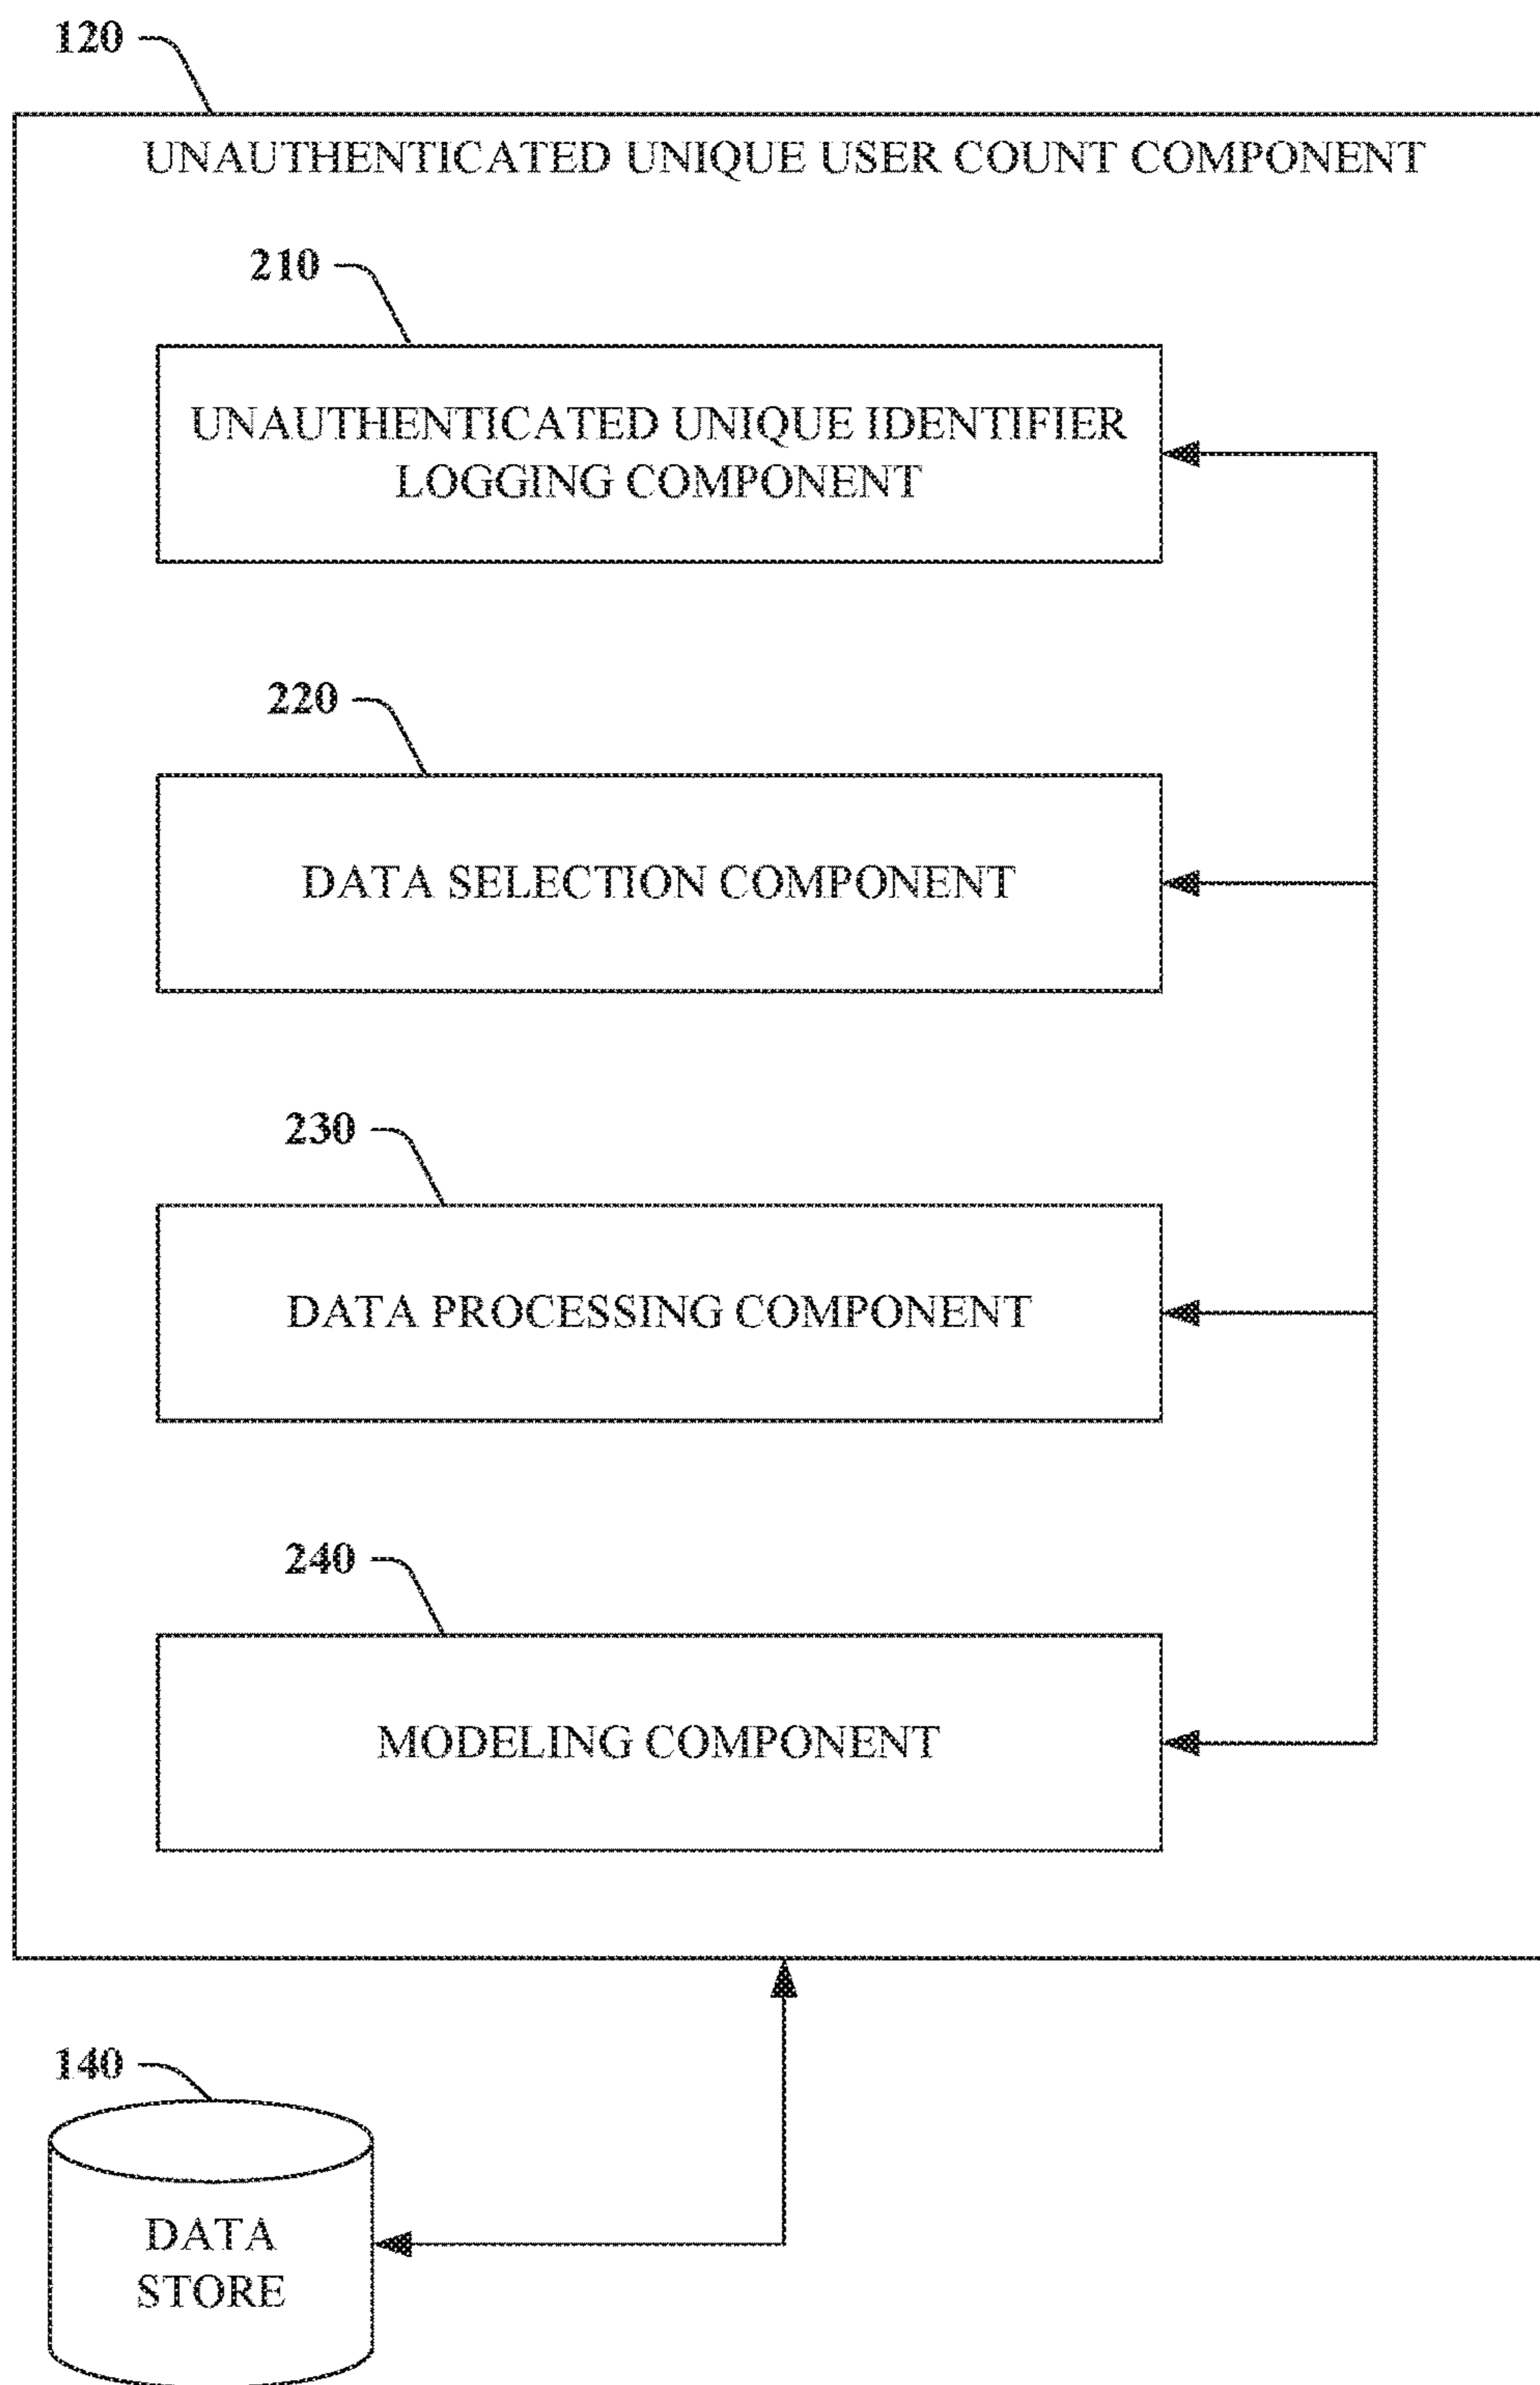 120
UNAUTHENTICATED UNIQUE USER COUNT COMPONENT
210
UNAUTHENTICATED UNIQUE IDENTIFIER
LOGGING COMPONENT
220
DATA SELECTION COMPONENT
230
DATA PROCESSING COMPONENT
240
MODELING COMPONENT
140
DATA
STORE